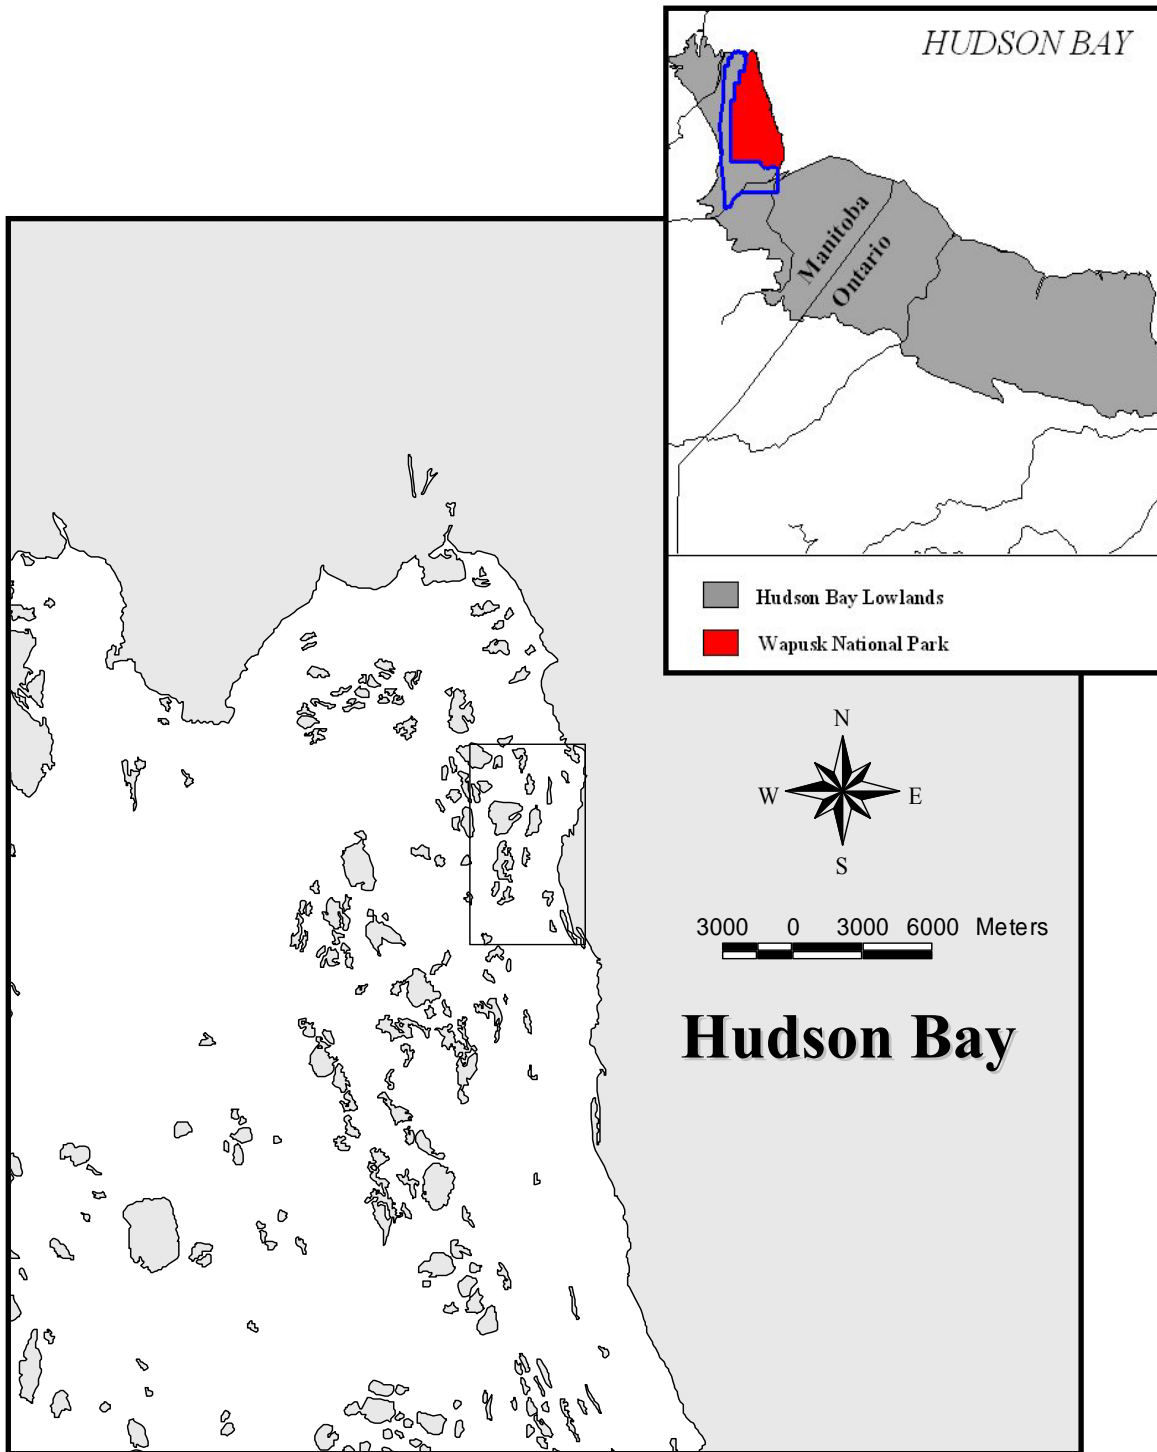 HUDSON BAY
Manitoba
Ontario
Hudson Bay Lowlands
Wapusk National Park
N
W E
S
3000 0 3000 6000 Meters
Hudson Bay